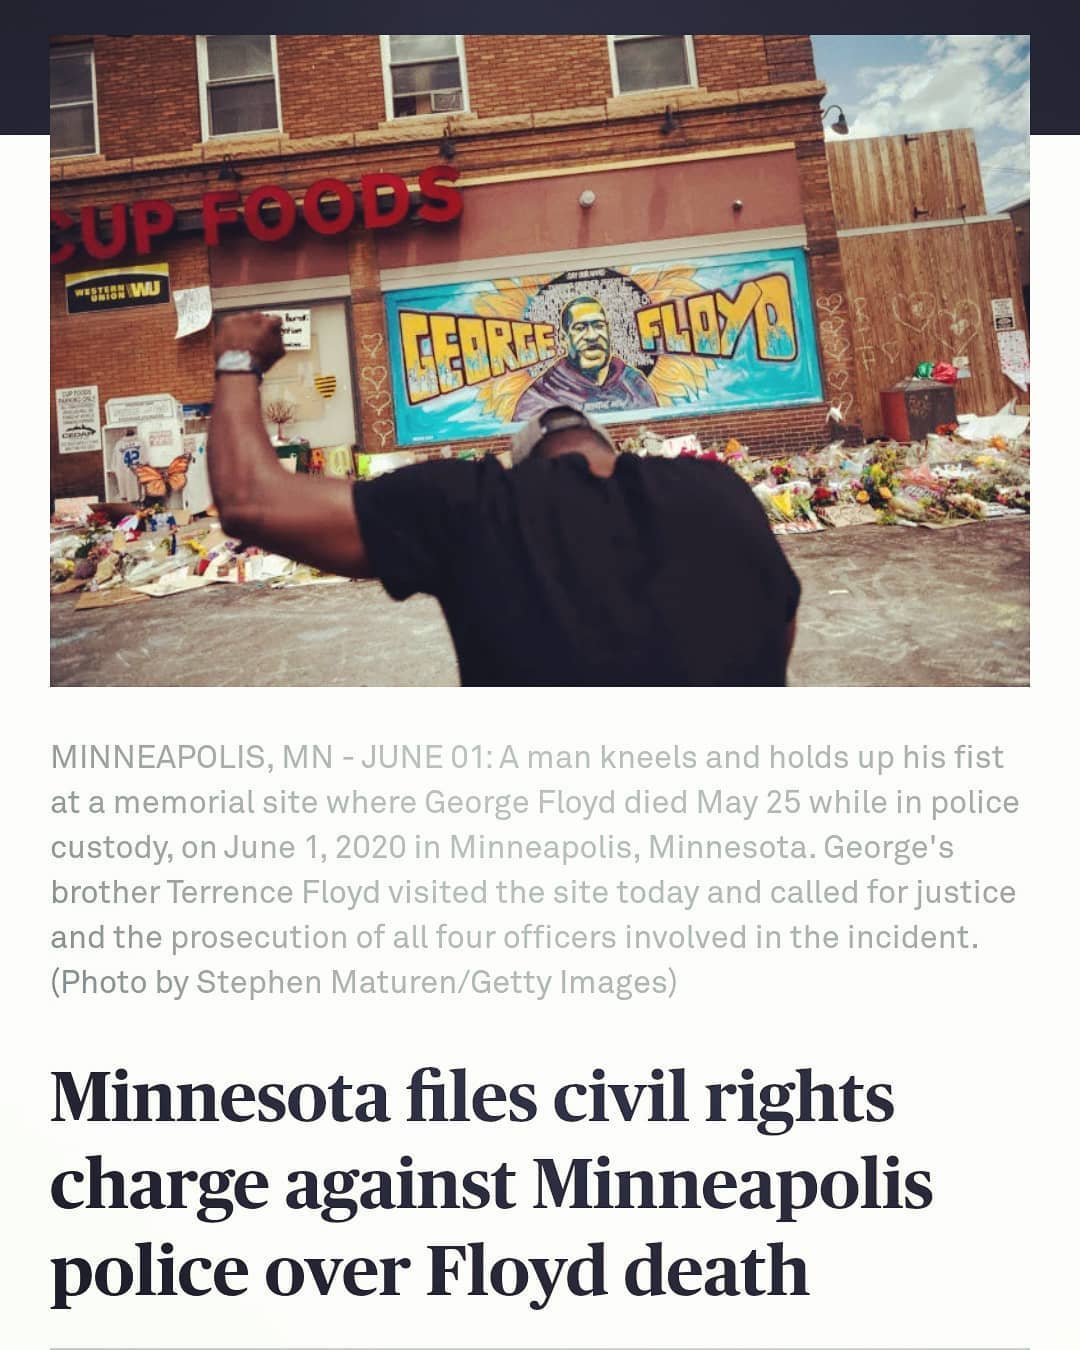 CUP FOODS
WESTERN
UNION WU
GEORGE FLOYD
CUP FOODS
PARKING ONLY
MINNEAPOLIS, MN - JUNE 01: A man kneels and holds up his fist
at a memorial site where George Floyd died May 25 while in police
custody, on June 1, 2020 in Minneapolis, Minnesota. George's
brother Terrence Floyd visited the site today and called for justice
and the prosecution of all four officers involved in the incident.
(Photo by Stephen Maturen/Getty Images)
Minnesota files civil rights
charge against Minneapolis
police over Floyd death